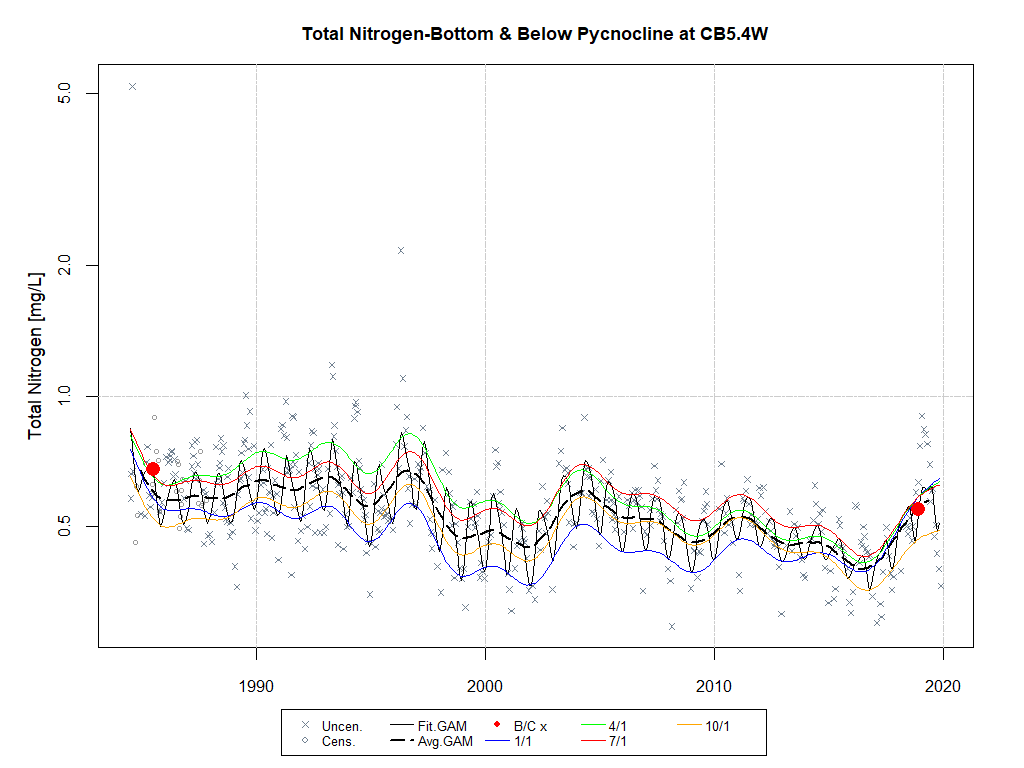 Total Nitrogen-Bottom & Below Pycnocline at CB5.4W
Total Nitrogen [mg/L]
5.0
2.0
1.0
0.5
1990 2000 2010 2020
Uncen. Fit.GAM B/C x 4/1 10/1
Cens. Avg.GAM 1/1 7/1